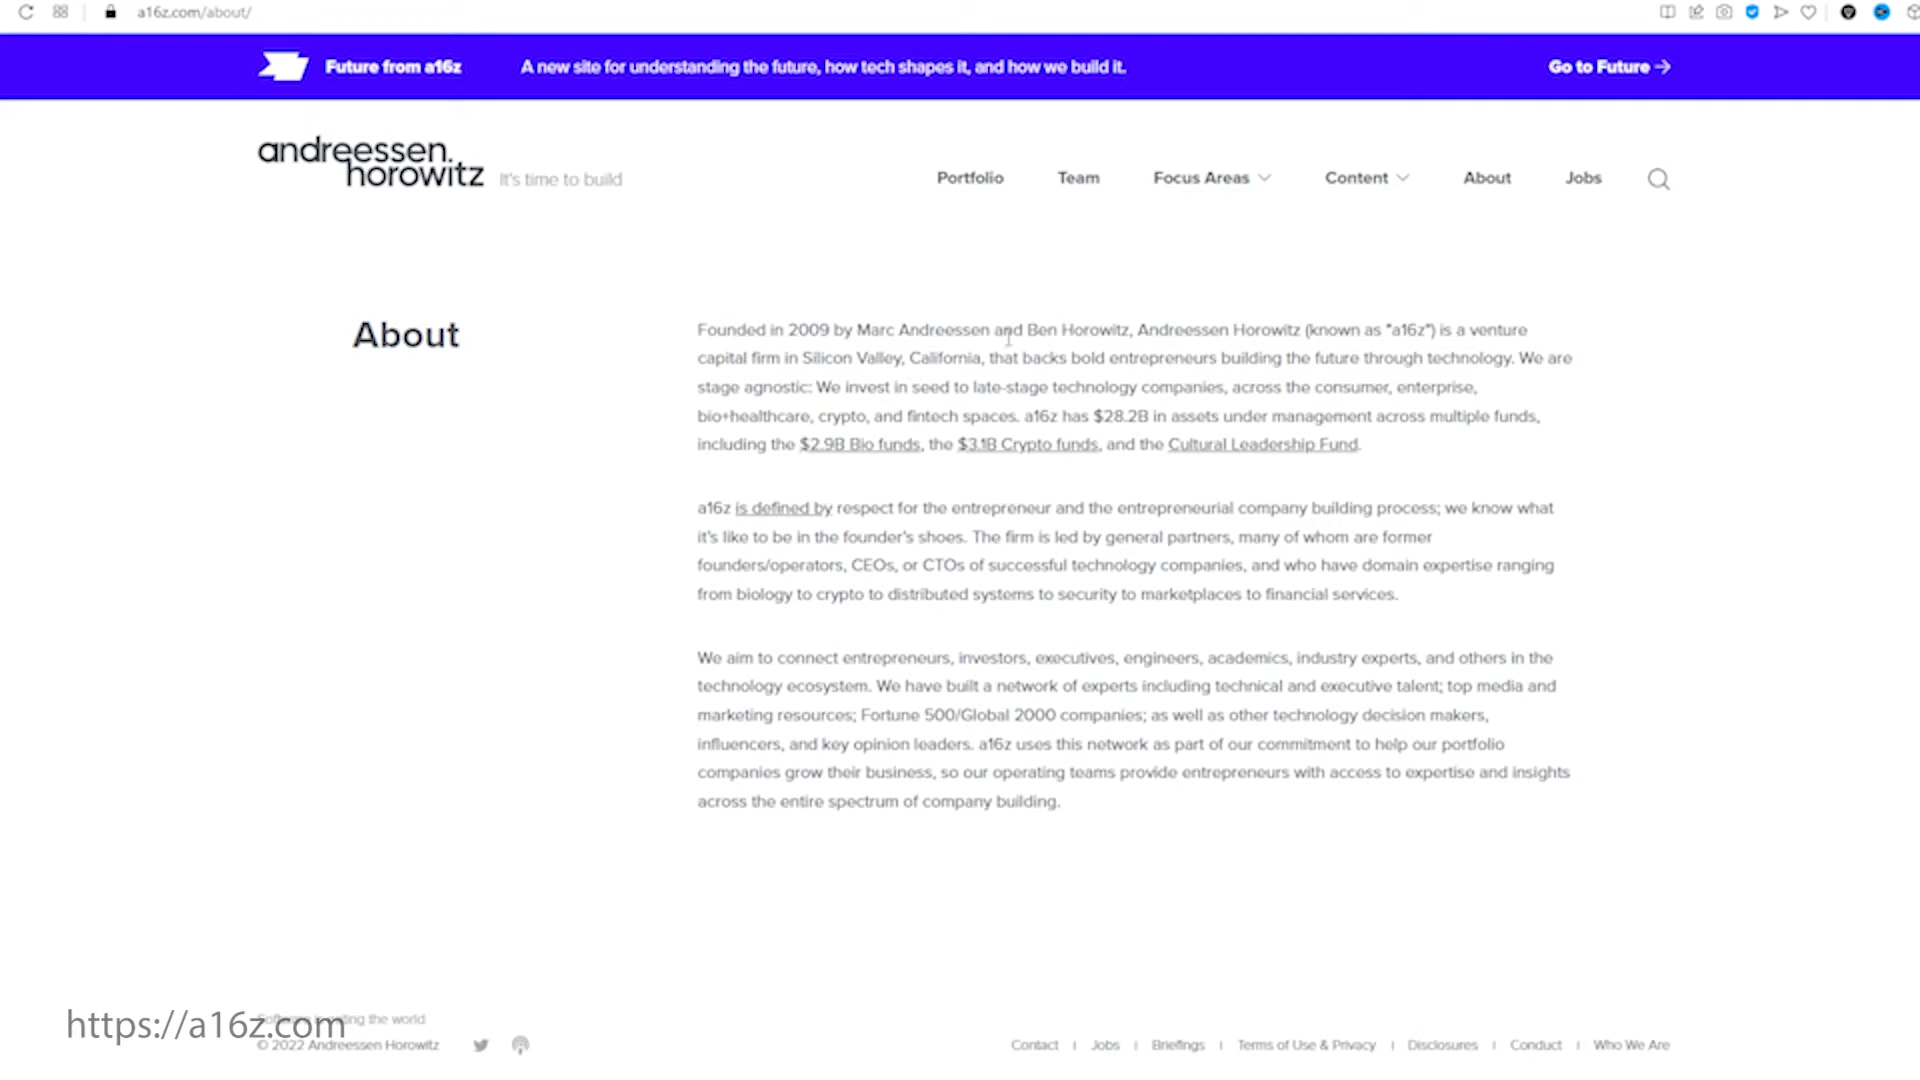 a16z.com/about/
Future from a16z
A new site for understanding the future, how tech shapes it, and how we build it.
Go to Future →
andreessen.
horowitz
It's time to build
Portfolio
Team
Focus Areas
Content
About
Jobs
About
Founded in 2009 by Marc Andreessen and Ben Horowitz, Andreessen Horowitz (known as "a16z") is a venture
capital firm in Silicon Valley, California, that backs bold entrepreneurs building the future through technology. We are
stage agnostic: We invest in seed to late-stage technology companies, across the consumer, enterprise,
bio+healthcare, crypto, and fintech spaces. a16z has $28.2B in assets under management across multiple funds,
including the $2.9B Bio funds, the $3.1B Crypto funds, and the Cultural Leadership Fund.
a16z is defined by respect for the entrepreneur and the entrepreneurial company building process; we know what
it's like to be in the founder's shoes. The firm is led by general partners, many of whom are former
founders/operators, CEOs, or CTOs of successful technology companies, and who have domain expertise ranging
from biology to crypto to distributed systems to security to marketplaces to financial services.
We aim to connect entrepreneurs, investors, executives, engineers, academics, industry experts, and others in the
technology ecosystem. We have built a network of experts including technical and executive talent; top media and
marketing resources; Fortune 500/Global 2000 companies; as well as other technology decision makers,
influencers, and key opinion leaders. a16z uses this network as part of our commitment to help our portfolio
companies grow their business, so our operating teams provide entrepreneurs with access to expertise and insights
across the entire spectrum of company building.
the world
https://a16z.com
© 2022 Andreessen Horowitz
Contact | Jobs | Briefings | Terms of Use & Privacy | Disclosures | Conduct | Who We Are